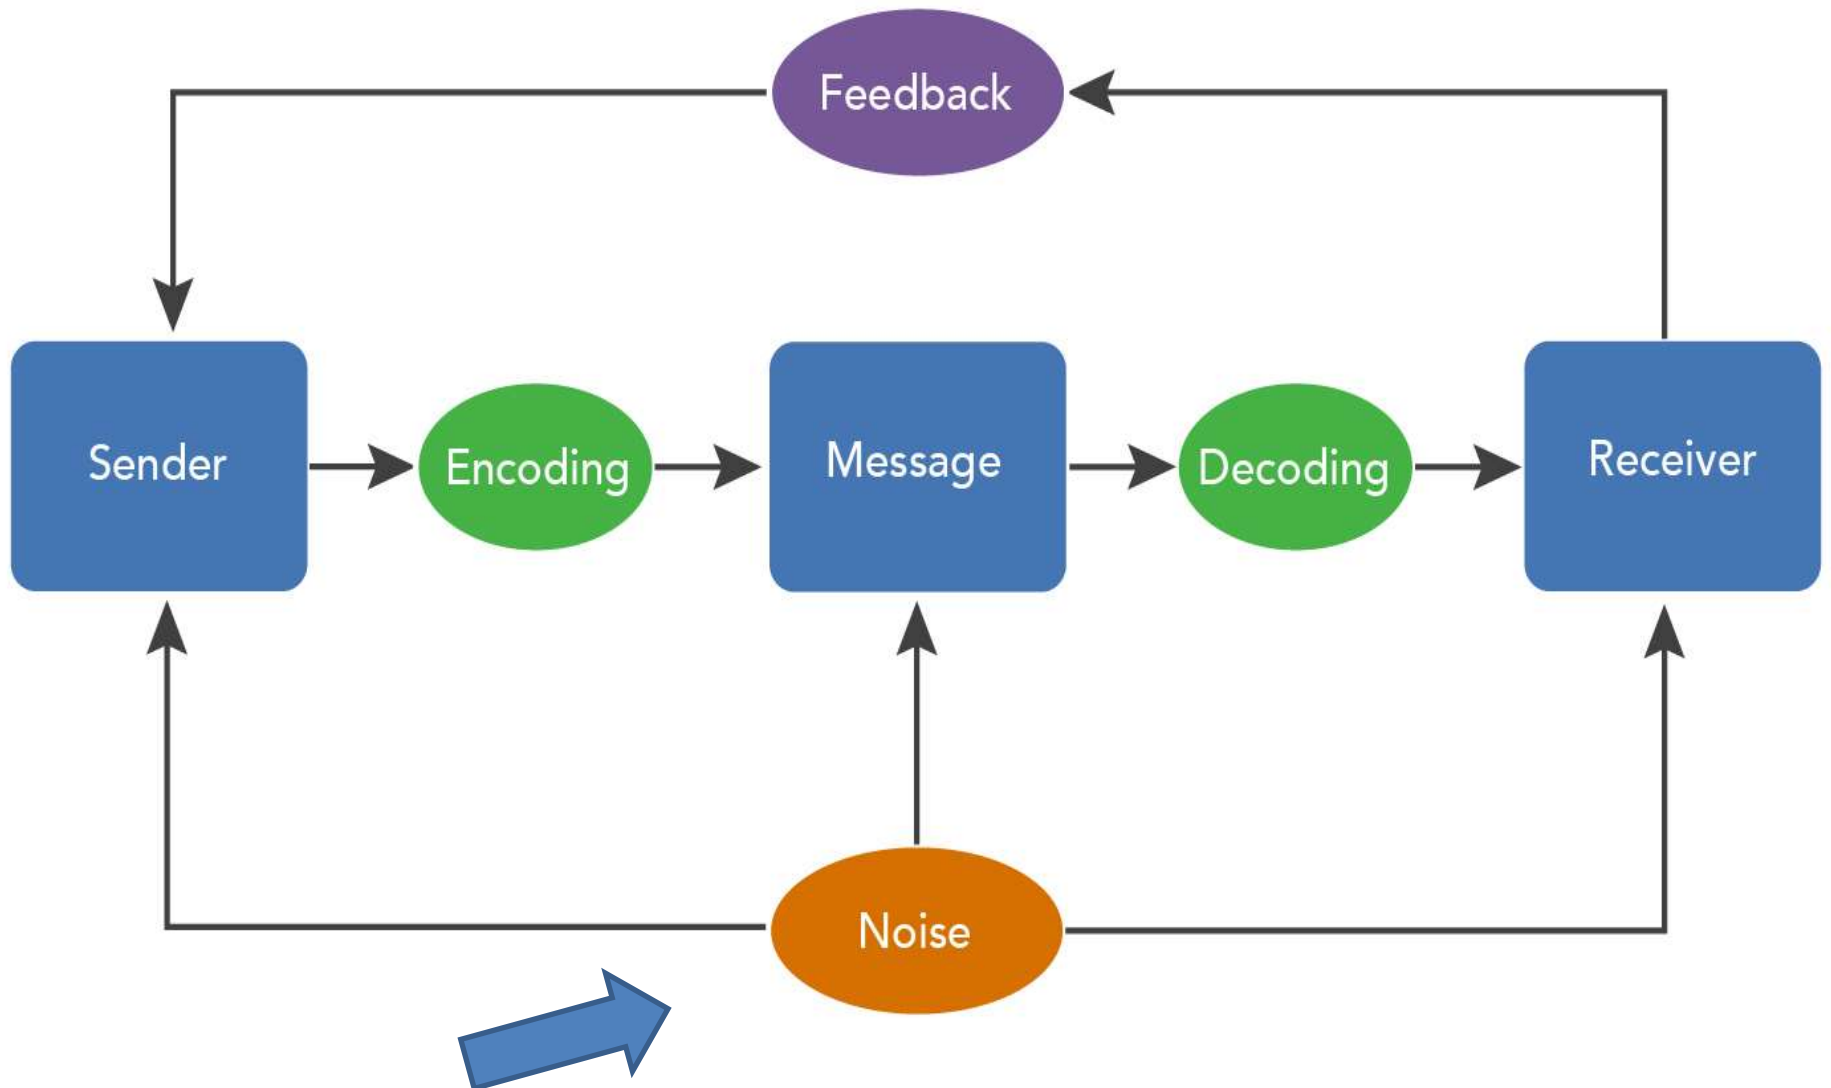 Feedback
Sender
Encoding
Message
Decoding
Receiver
Noise